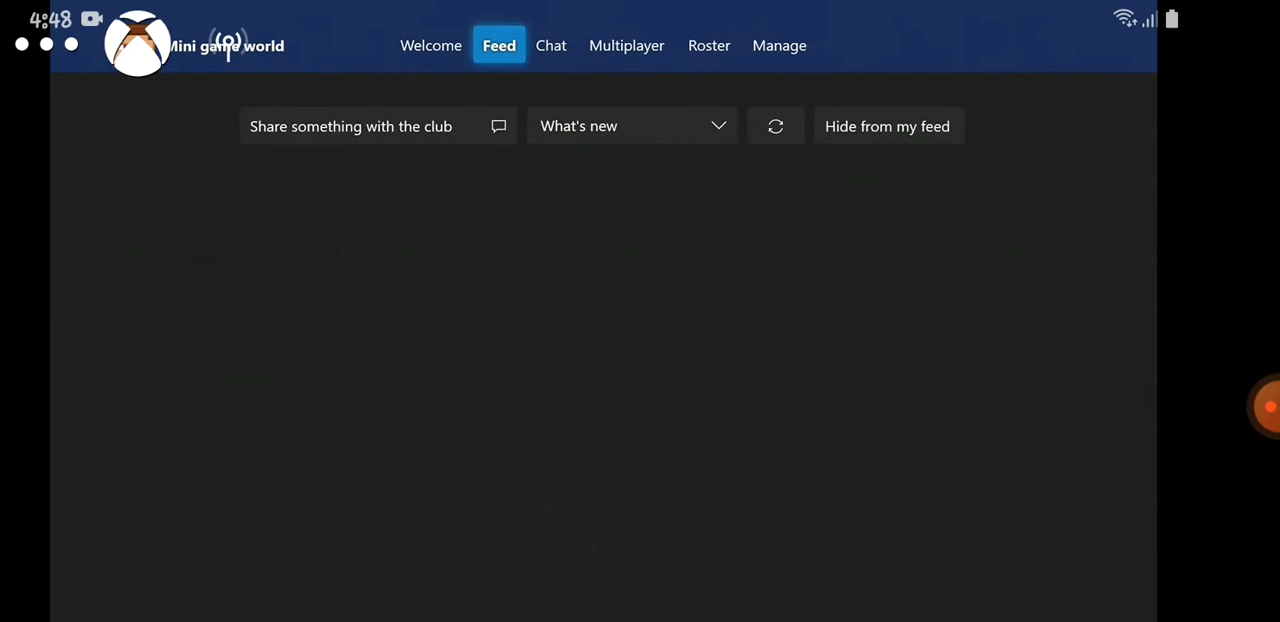 4:48
Mini game world
Welcome Feed Chat Multiplayer Roster Manage
Share something with the club What's new Hide from my feed